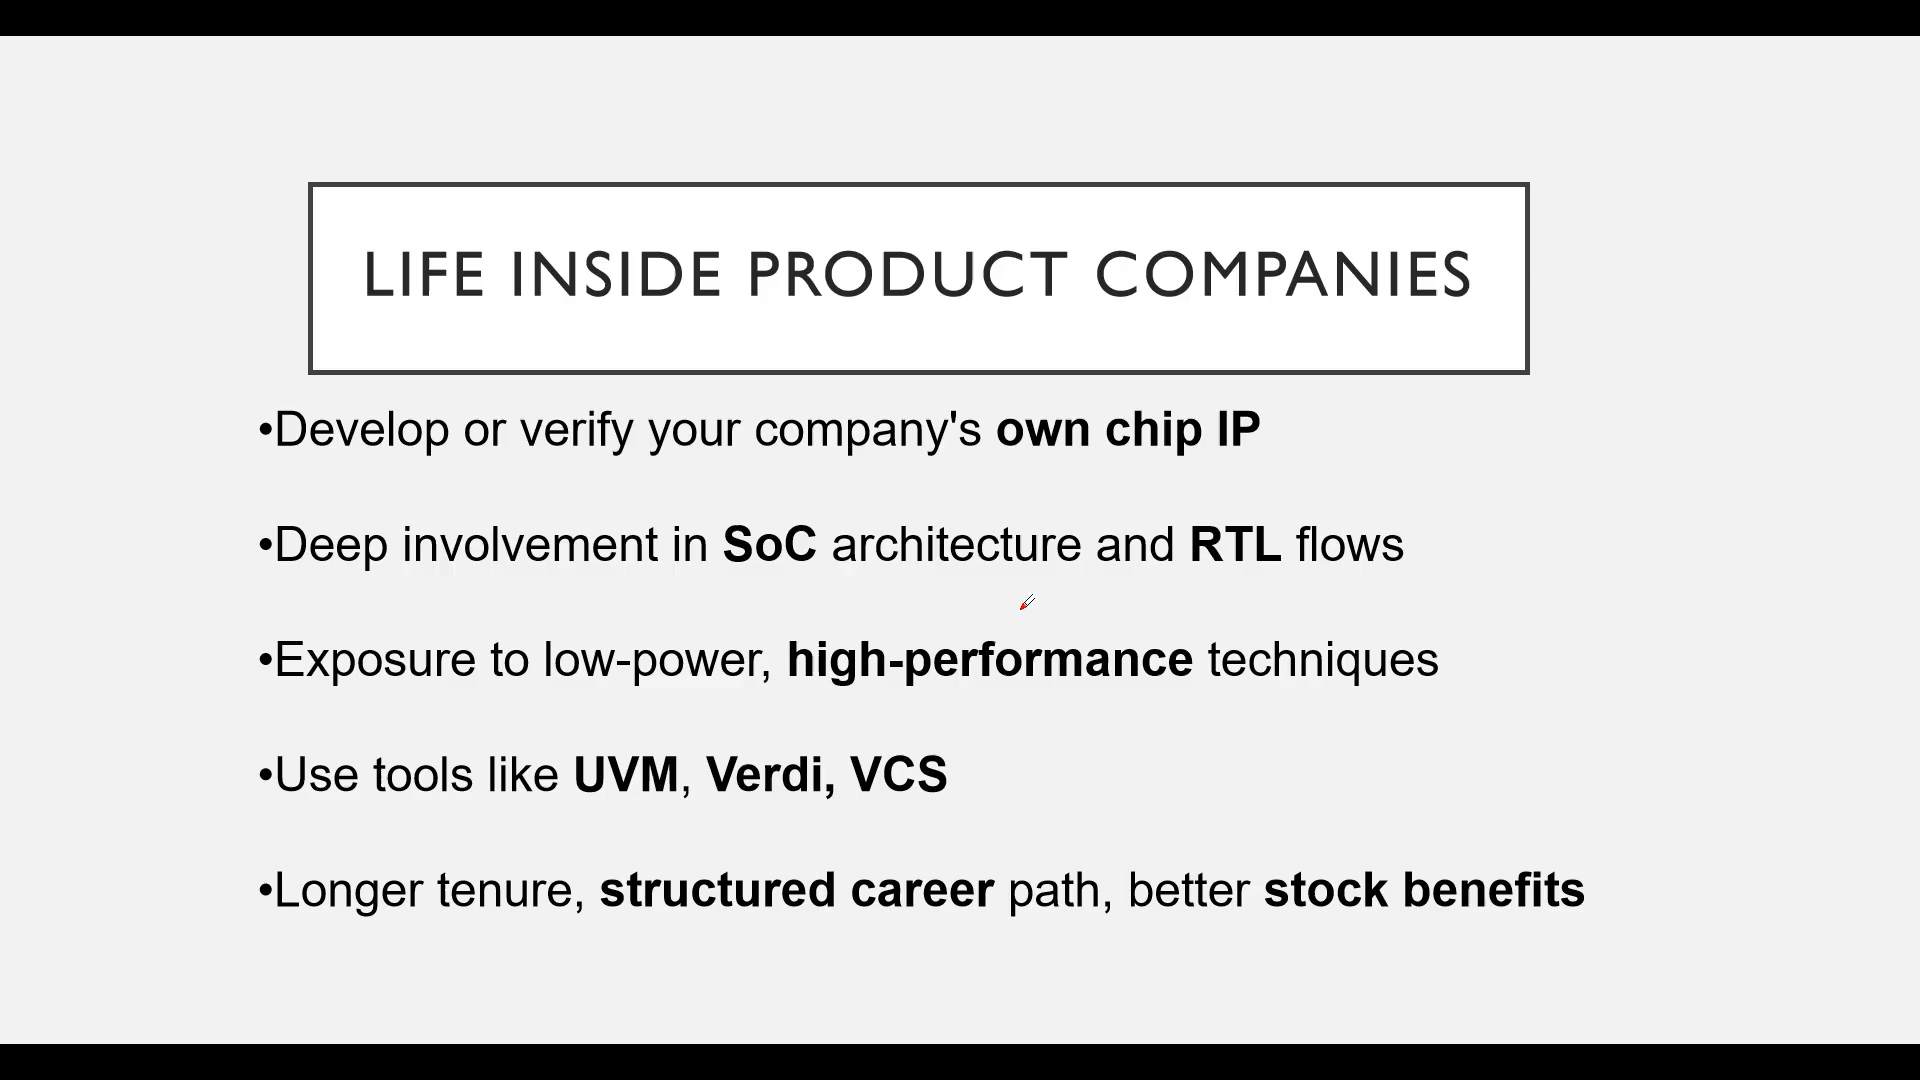 LIFE INSIDE PRODUCT COMPANIES
•Develop or verify your company's own chip IP
•Deep involvement in SoC architecture and RTL flows
•Exposure to low-power, high-performance techniques
•Use tools like UVM, Verdi, VCS
•Longer tenure, structured career path, better stock benefits